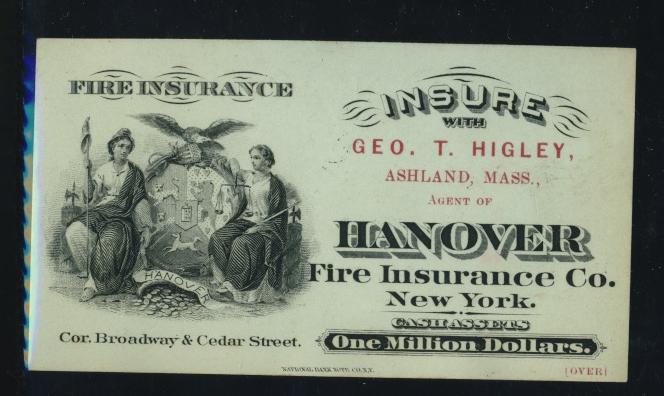 FIRE INSURANCE
HANOVER
Cor. Broadway & Cedar Street.
INSURE
WITH
GEO. T. HIGLEY,
ASHLAND, MASS.,
AGENT OF
HANOVER
Fire Insurance Co.
New York.
CASH ASSETS
One Million Dollars.
NATIONAL BANK NOTE CO. N.Y.
(OVER)